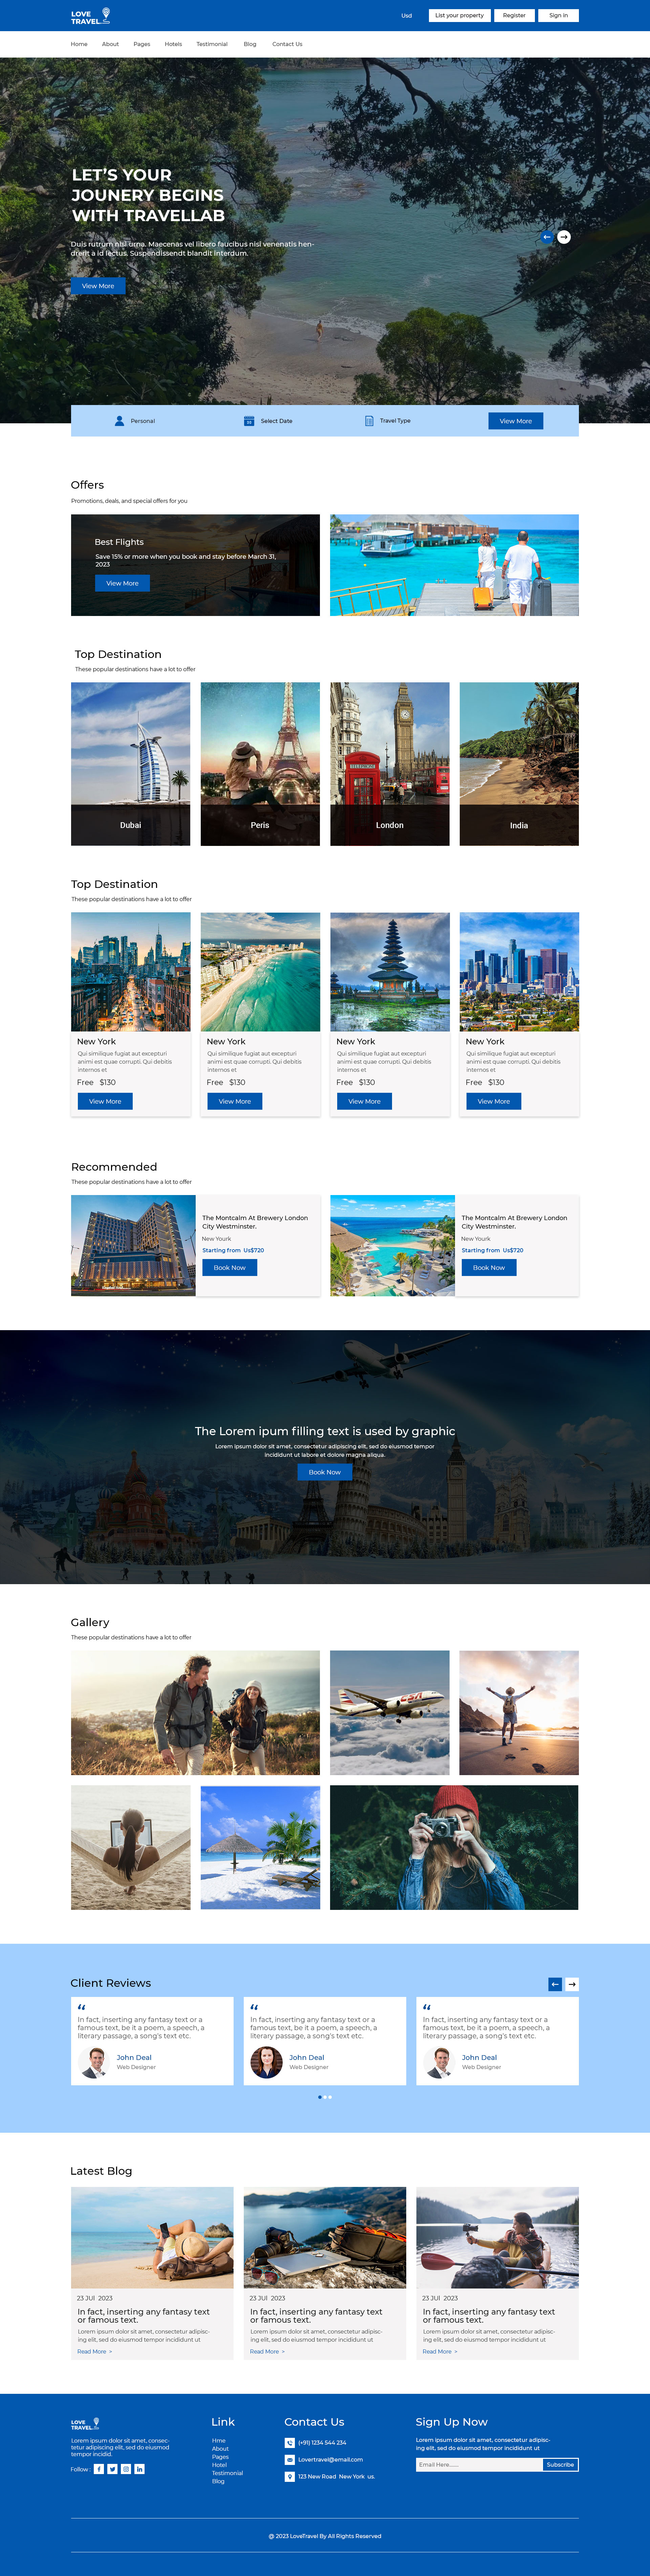 LOVE
TRAVEL
Usd
List your property
Register
Sign in
Home
About
Pages
Hotels
Testimonial
Blog
Contact Us
LET'S YOUR
JOUNERY BEGINS
WITH TRAVELLAB
Duis rutrum nbh orna. Maecenas vel libero faucibus nisi venenatis hen-
drerit a id lectus. Suspendissendt blandit interdum.
View More
Personal
Select Date
Travel Type
View More
Offers
Promotions, deals, and special offers for you
Best Flights
Save 15% or more when you book and stay before March 31,
2023
View More
Top Destination
These popular destinations have a lot to offer
TELEPHONE
Dubai
Peris
London
India
Top Destination
These popular destinations have a lot to offer
New York
Qui similique fugiat aut excepturi
animi est quae corrupti. Qui debitis
internos et
Free $130
View More
New York
Qui similique fugiat aut excepturi
animi est quae corrupti. Qui debitis
internos et
Free $130
View More
New York
Qui similique fugiat aut excepturi
animi est quae corrupti. Qui debitis
internos et
Free $130
View More
New York
Qui similique fugiat aut excepturi
animi est quae corrupti. Qui debitis
internos et
Free $130
View More
Recommended
These popular destinations have a lot to offer
The Montcalm At Brewery London
City Westminster.
New Yourk
Starting from Us$720
Book Now
The Montcalm At Brewery London
City Westminster.
New Yourk
Starting from Us$720
Book Now
The Lorem ipum filling text is used by graphic
Lorem ipsum dolor sit amet, consectetur adipiscing elit, sed do eiusmod tempor
incididunt ut labore et dolore magna aliqua.
Book Now
Gallery
These popular destinations have a lot to offer
CSA
Client Reviews
“
In fact, inserting any fantasy text or a
famous text, be it a poem, a speech, a
literary passage, a song's text etc.
John Deal
Web Designer
“
In fact, inserting any fantasy text or a
famous text, be it a poem, a speech, a
literary passage, a song's text etc.
John Deal
Web Designer
“
In fact, inserting any fantasy text or a
famous text, be it a poem, a speech, a
literary passage, a song's text etc.
John Deal
Web Designer
Latest Blog
23 JUl 2023
In fact, inserting any fantasy text
or famous text.
Lorem ipsum dolor sit amet, consectetur adipisc-
ing elit, sed do eiusmod tempor incididunt ut
Read More >
23 JUl 2023
In fact, inserting any fantasy text
or famous text.
Lorem ipsum dolor sit amet, consectetur adipisc-
ing elit, sed do eiusmod tempor incididunt ut
Read More >
23 JUl 2023
In fact, inserting any fantasy text
or famous text.
Lorem ipsum dolor sit amet, consectetur adipisc-
ing elit, sed do eiusmod tempor incididunt ut
Read More >
LOVE
TRAVEL
Lorem ipsum dolor sit amet, consec-
tetur adipiscing elit, sed do eiusmod
tempor incidid.
Follow :
Link
Hme
About
Pages
Hotel
Testimonial
Blog
Contact Us
(+91) 1234 544 234
Lovertravel@email.com
123 New Road New York us.
Sign Up Now
Lorem ipsum dolor sit amet, consectetur adipisc-
ing elit, sed do eiusmod tempor incididunt ut
Email Here.......
Subscribe
@ 2023 LoveTravel By All Rights Reserved